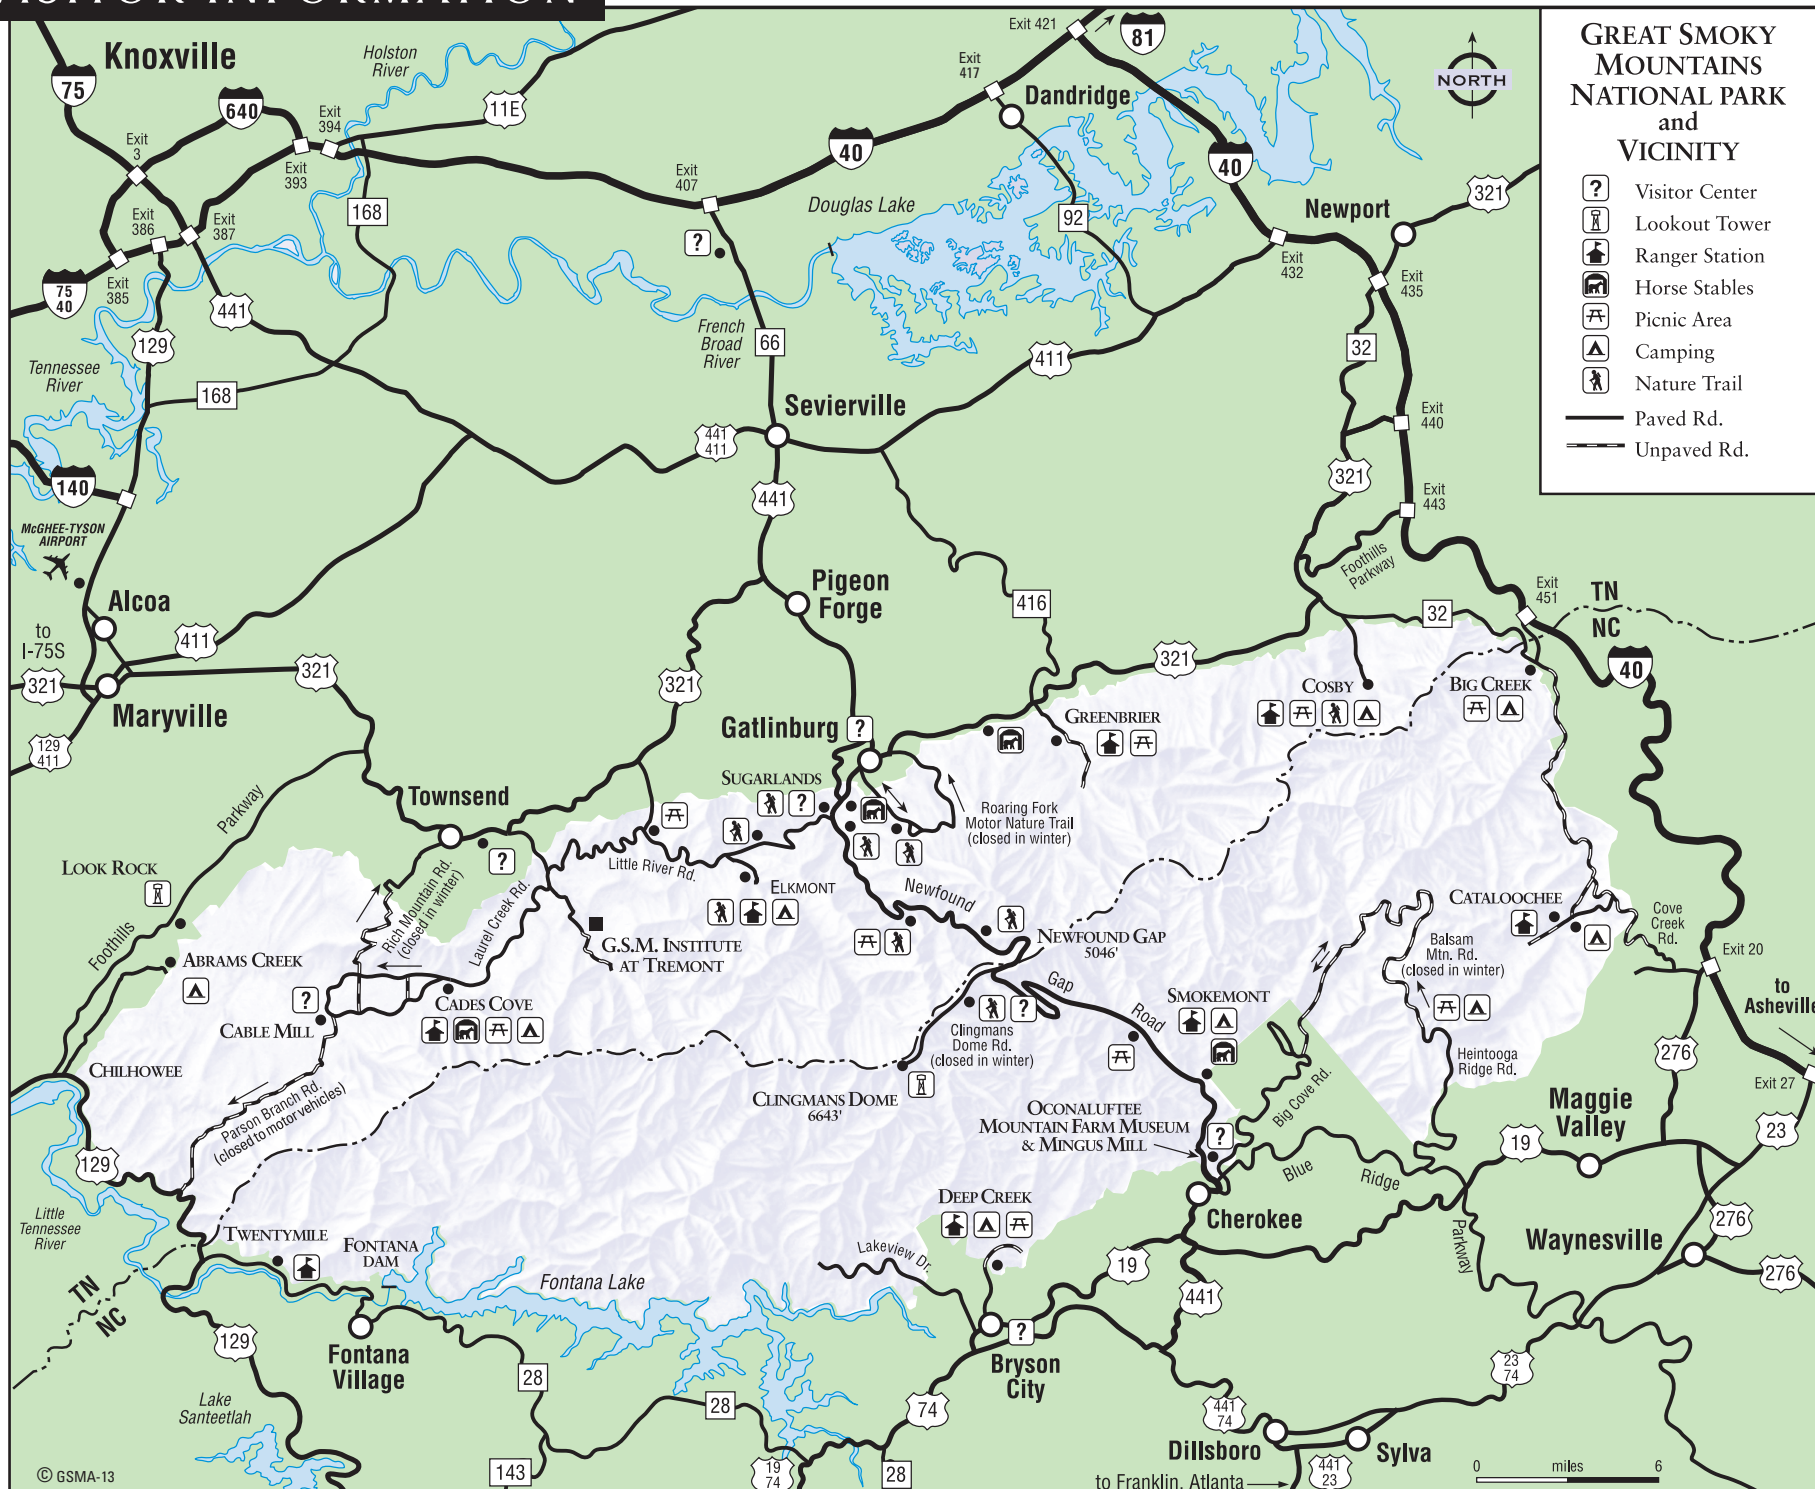 VISITOR INFORMATION
GREAT SMOKY
MOUNTAINS
NATIONAL PARK
and
VICINITY
? Visitor Center
Lookout Tower
Ranger Station
Horse Stables
Picnic Area
Camping
Nature Trail
Paved Rd.
Unpaved Rd.
NORTH
Knoxville
75
640
Holston
River
11E
Exit
394
Exit
3
Exit
393
Exit
386
Exit
387
Exit
385
75
40
441
168
129
Tennessee
River
168
140
McGHEE-TYSON
AIRPORT
Exit 421
81
Exit
417
Dandridge
40
40
Exit
407
?
Douglas Lake
92
Newport
321
Exit
432
Exit
435
French
Broad
River
66
411
32
Sevierville
441
411
Exit
440
321
441
Exit
443
Foothills
Parkway
Pigeon
Forge
416
Exit
451
TN
NC
32
40
Alcoa
to
I-75S
411
321
321
Maryville
129
411
321
321
Gatlinburg
?
GREENBRIER
COSBY
BIG CREEK
Townsend
?
Parkway
Foothills
LOOK ROCK
SUGARLANDS
?
Roaring Fork
Motor Nature Trail
(closed in winter)
Little River Rd.
ELKMONT
Newfound
Gap
Road
Rich Mountain Rd.
(closed in winter)
Laurel Creek Rd.
G.S.M. INSTITUTE
AT TREMONT
NEWFOUND GAP
5046'
CATALOOCHEE
Cove
Creek
Rd.
Balsam
Mtn. Rd.
(closed in winter)
Exit 20
to
Asheville
ABRAMS CREEK
?
CABLE MILL
CADES COVE
?
Clingmans
Dome Rd.
(closed in winter)
SMOKEMONT
Heintooga
Ridge Rd.
276
Exit 27
CHILHOWEE
Parson Branch Rd.
(closed to motor vehicles)
CLINGMANS DOME
6643'
OCONALUFTEE
MOUNTAIN FARM MUSEUM
& MINGUS MILL
?
Big Cove Rd.
Maggie
Valley
23
19
Blue
Ridge
Parkway
129
Little
Tennessee
River
TWENTYMILE
FONTANA
DAM
Fontana Lake
DEEP CREEK
Lakeview Dr.
Cherokee
19
441
276
Waynesville
276
TN
NC
129
Fontana
Village
28
28
?
Bryson
City
74
23
74
Lake
Santeetlah
441
74
Dillsboro
Sylva
143
19
74
28
441
23
to Franklin, Atlanta
0 miles 6
© GSMA-13